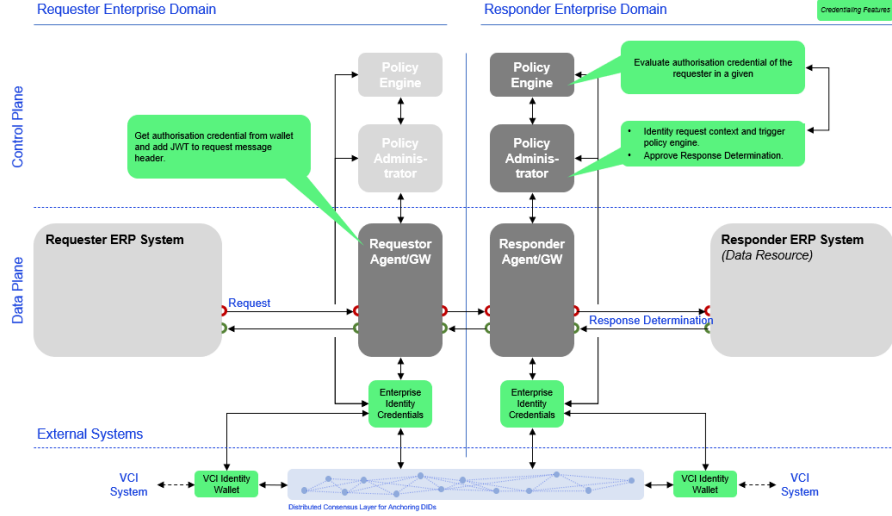 Requester Enterprise Domain
Responder Enterprise Domain
Credentialing Features
Control Plane
Policy
Engine
Policy
Engine
Evaluate authorisation credential of the
requester in a given
Get authorisation credential from wallet
and add JWT to request message
header.
Policy
Adminis-
trator
Policy
Adminis-
trator
• Identity request context and trigger
policy engine.
• Approve Response Determination.
Data Plane
Requester ERP System
Requestor
Agent/GW
Responder
Agent/GW
Responder ERP System
(Data Resource)
Request
Response Determination
Enterprise
Identity
Credentials
Enterprise
Identity
Credentials
External Systems
VCI
System
VCI Identity
Wallet
VCI Identity
Wallet
VCI
System
Distributed Consensus Layer for Anchoring DIDs